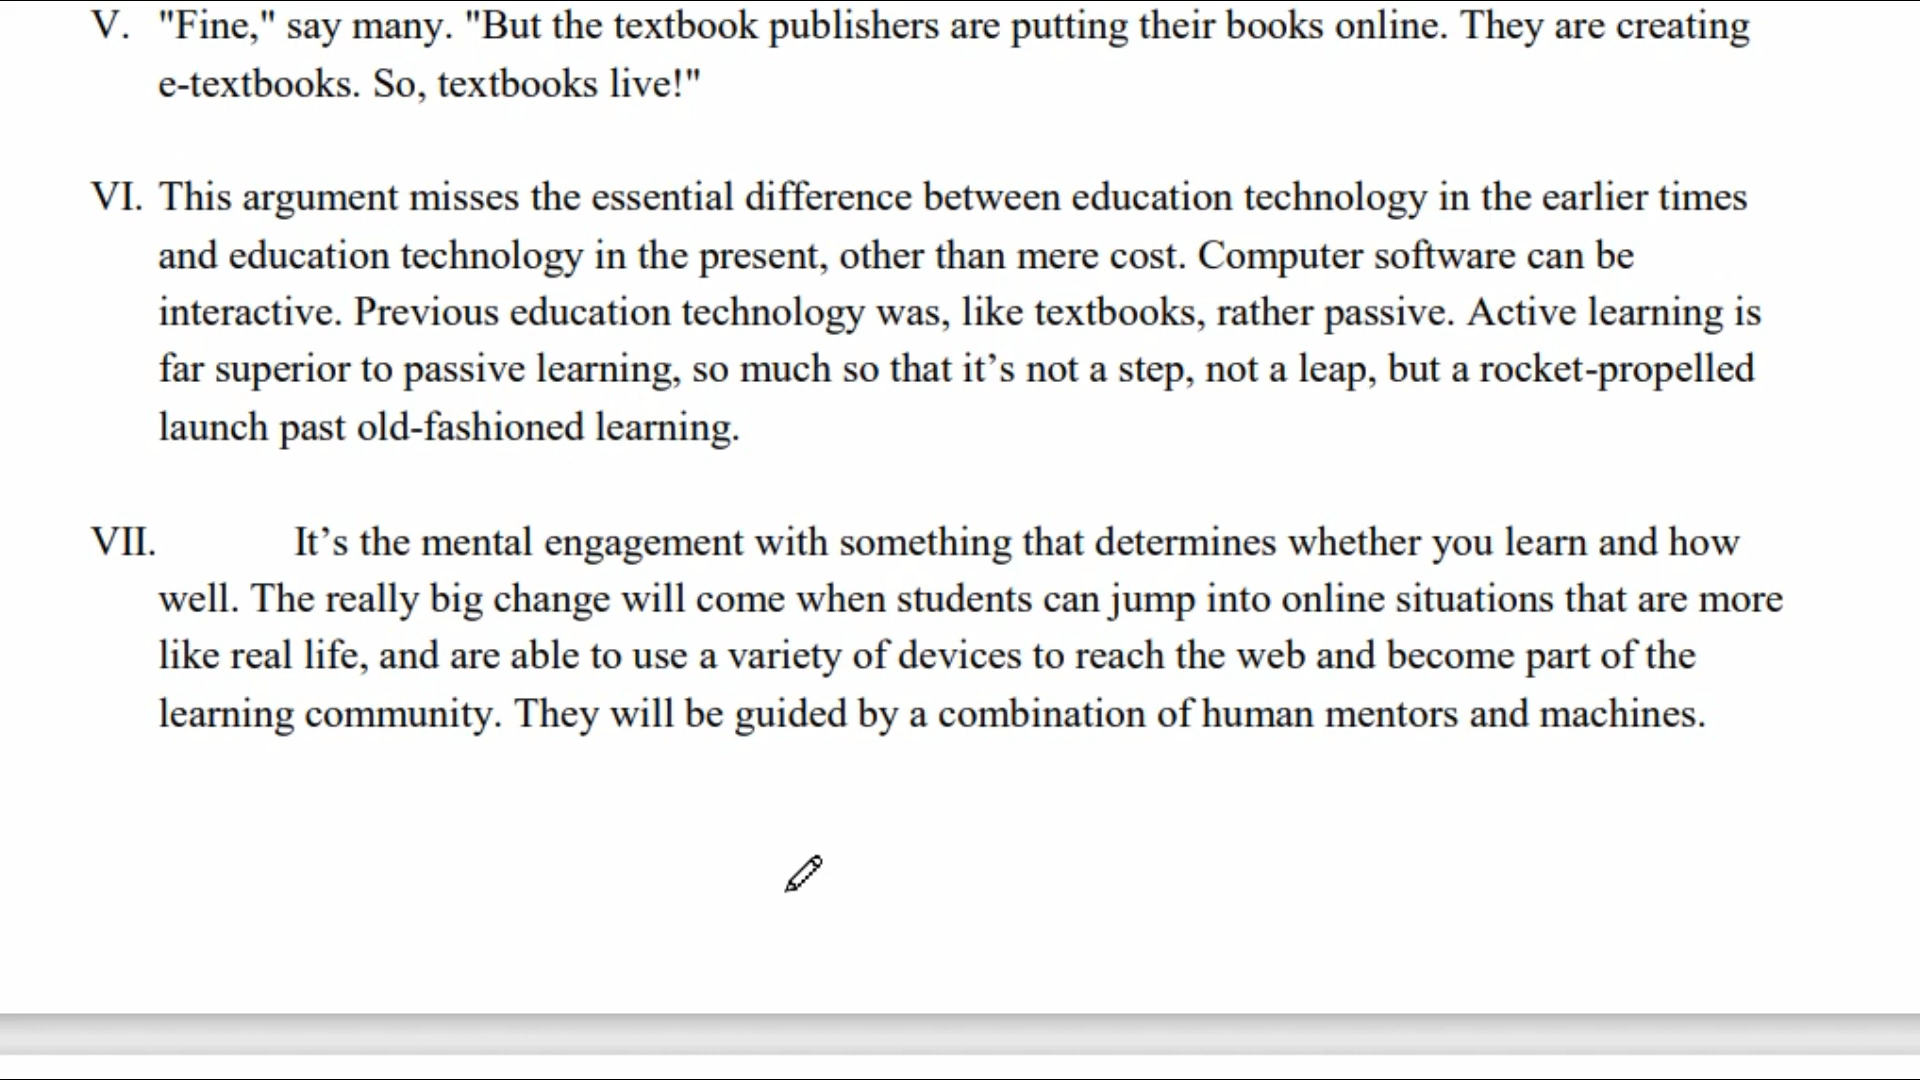 V. "Fine," say many. "But the textbook publishers are putting their books online. They are creating
e-textbooks. So, textbooks live!"
VI. This argument misses the essential difference between education technology in the earlier times
and education technology in the present, other than mere cost. Computer software can be
interactive. Previous education technology was, like textbooks, rather passive. Active learning is
far superior to passive learning, so much so that it’s not a step, not a leap, but a rocket-propelled
launch past old-fashioned learning.
VII. It’s the mental engagement with something that determines whether you learn and how
well. The really big change will come when students can jump into online situations that are more
like real life, and are able to use a variety of devices to reach the web and become part of the
learning community. They will be guided by a combination of human mentors and machines.